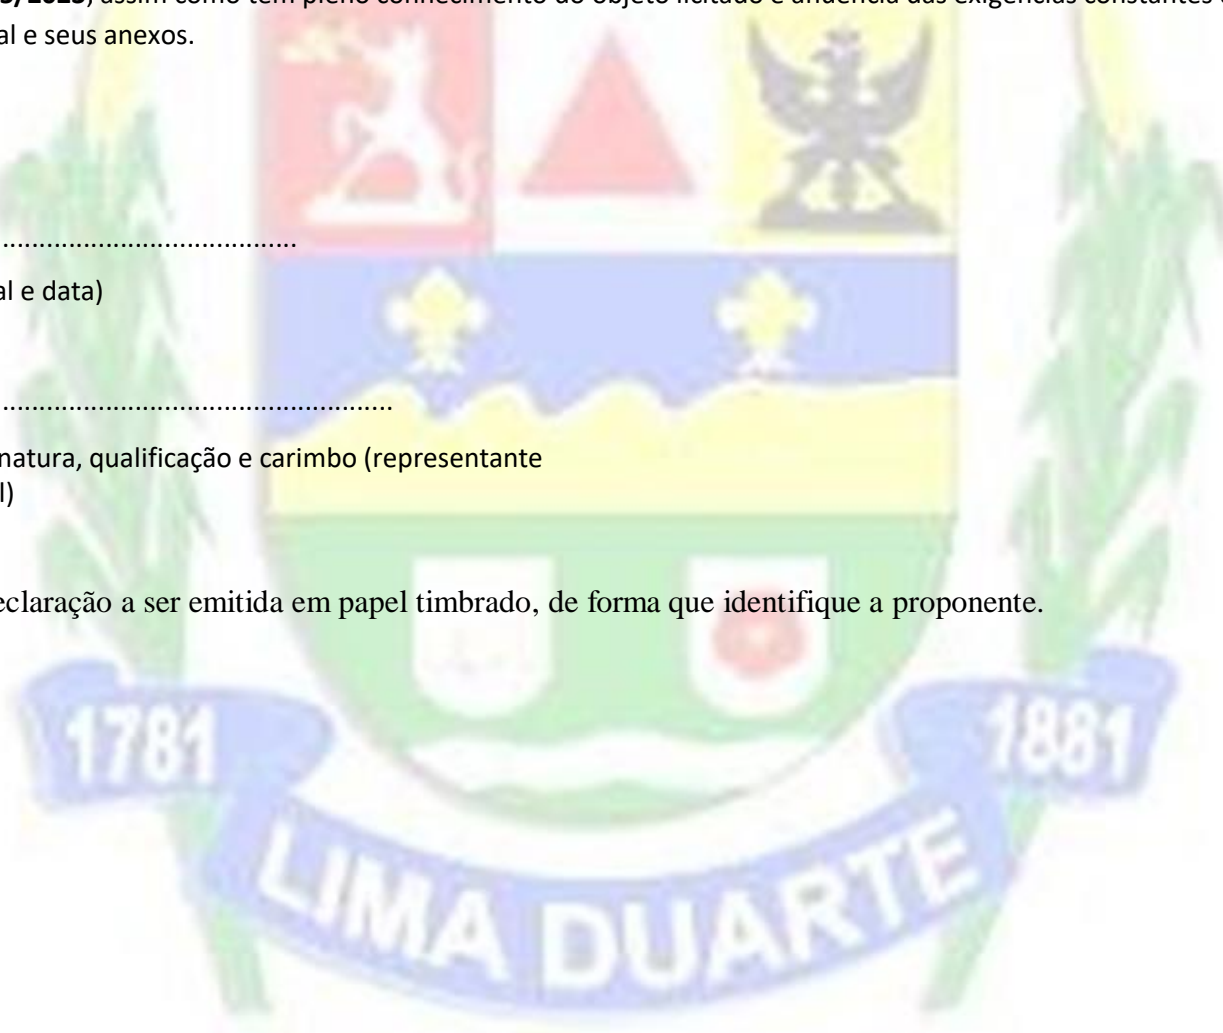 /2023, assim como tem pleno conhecimento do objeto licitado e anuência das exigências constantes
al e seus anexos.
..........................................
al e data)
.......................................................
natura, qualificação e carimbo (representante
l)
eclaração a ser emitida em papel timbrado, de forma que identifique a proponente.
1781
1881
LIMA DUARTE